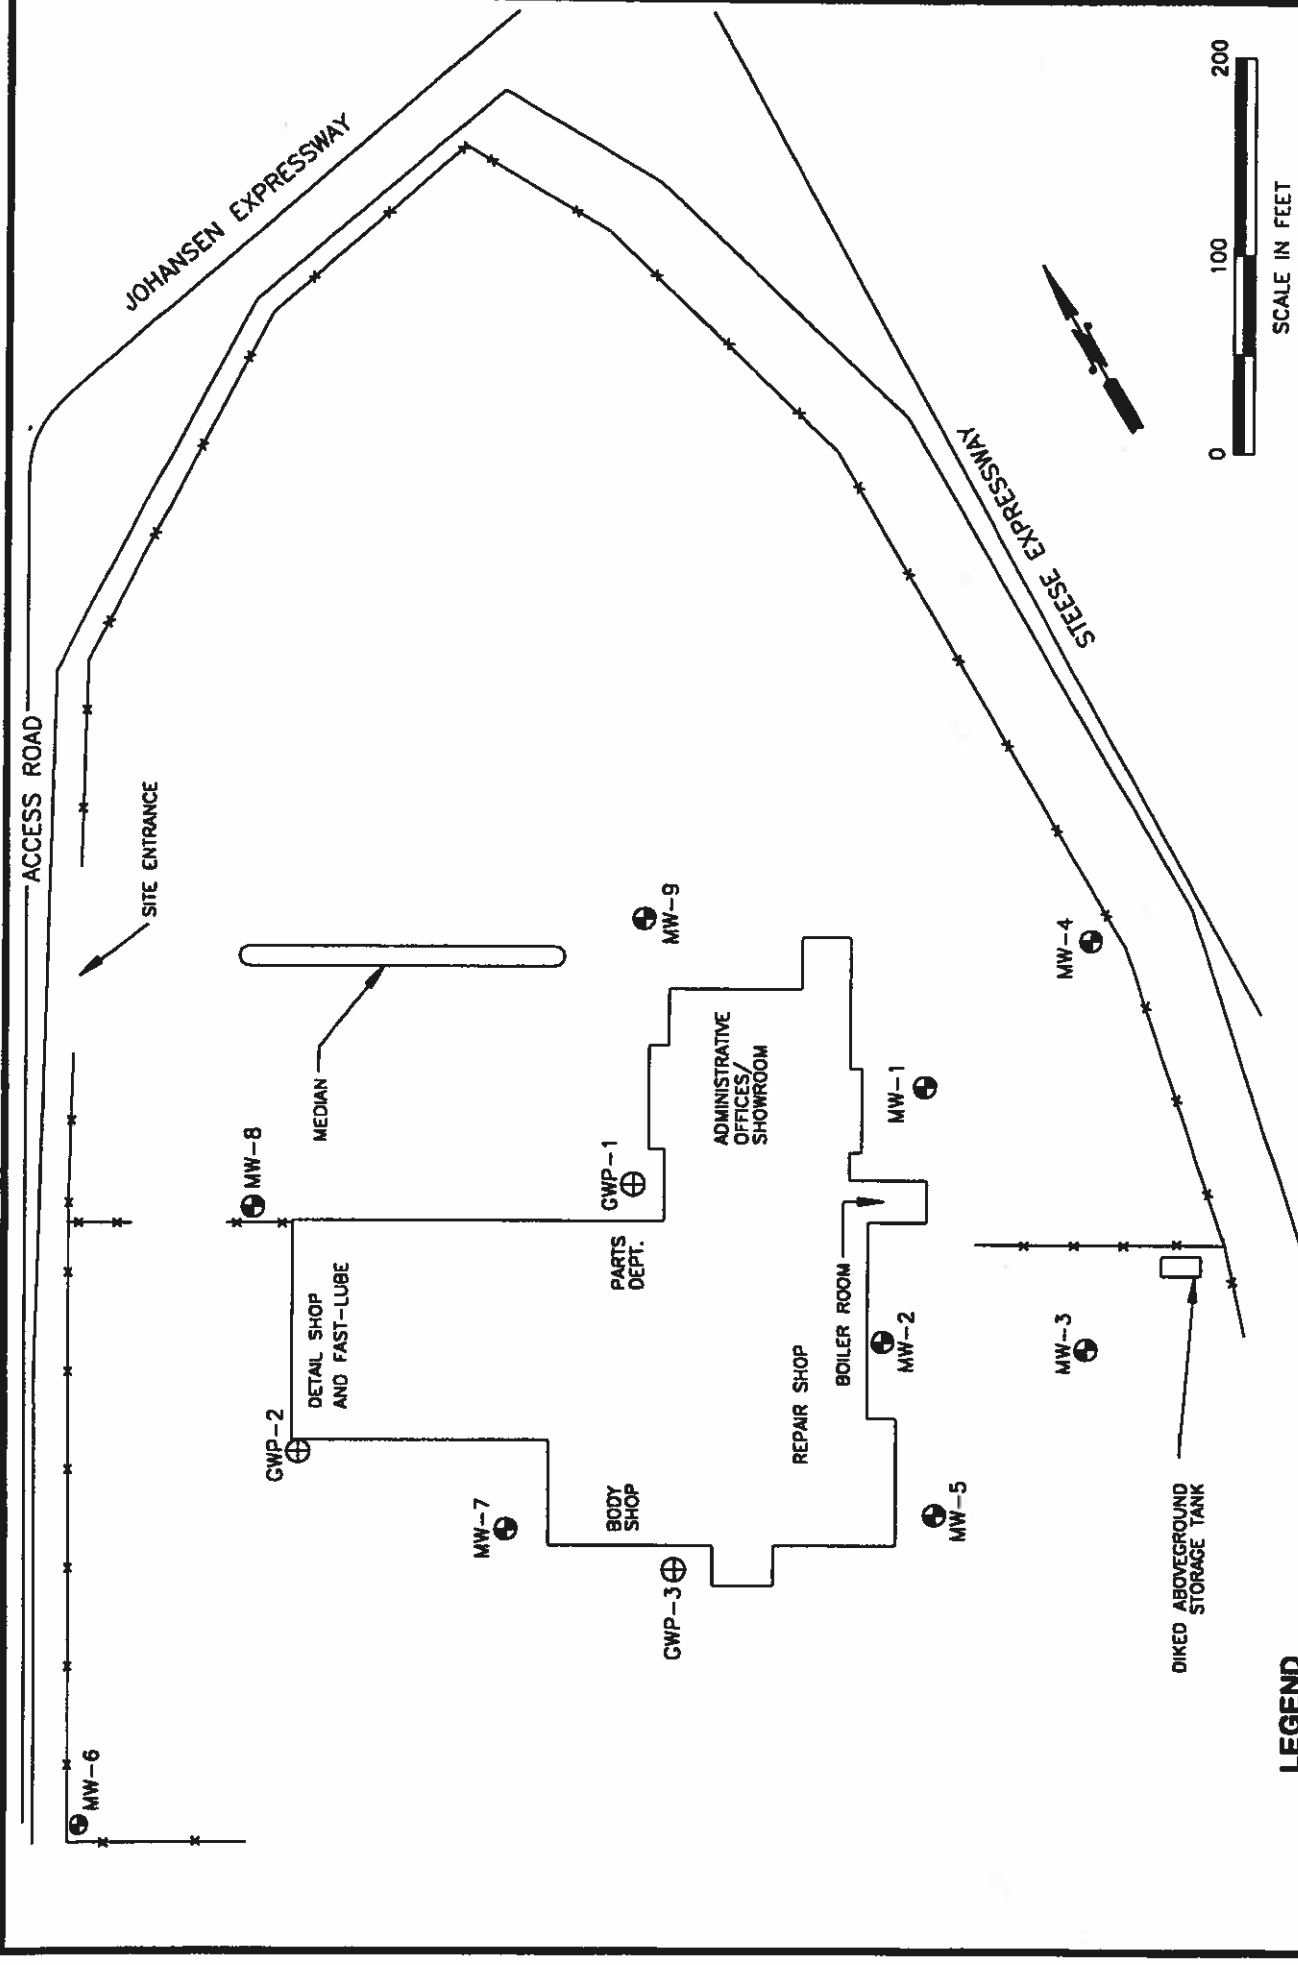 JOHANSEN EXPRESSWAY
ACCESS ROAD
SITE ENTRANCE
MEDIAN
MW-8
MW-9
GWP-1
DETAIL SHOP
AND FAST-LUBE
PARTS
DEPT.
ADMINISTRATIVE
OFFICES/
SHOWROOM
MW-1
MW-4
STEESE EXPRESSWAY
GWP-2
MW-7
BODY
SHOP
GWP-3
REPAIR SHOP
BOILER ROOM
MW-2
MW-3
MW-5
MW-6
DIKED ABOVEGROUND
STORAGE TANK
0 100 200
SCALE IN FEET
LEGEND